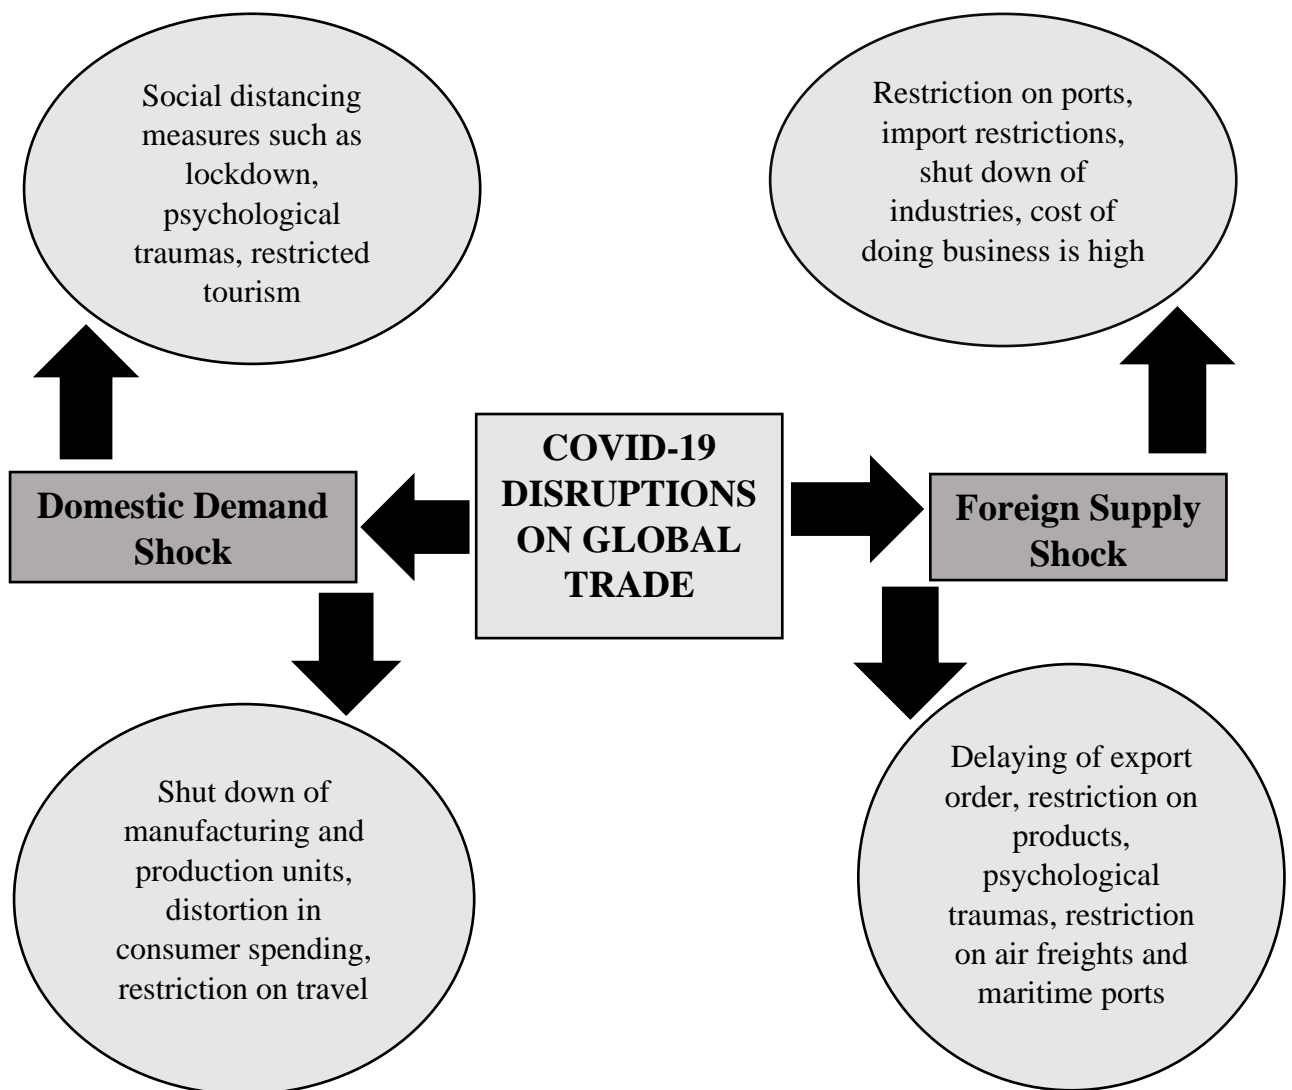 Social distancing
measures such as
lockdown,
psychological
traumas, restricted
tourism
Restriction on ports,
import restrictions,
shut down of
industries, cost of
doing business is high
COVID-19
DISRUPTIONS
ON GLOBAL
TRADE
Domestic Demand
Shock
Foreign Supply
Shock
Shut down of
manufacturing and
production units,
distortion in
consumer spending,
restriction on travel
Delaying of export
order, restriction on
products,
psychological
traumas, restriction
on air freights and
maritime ports